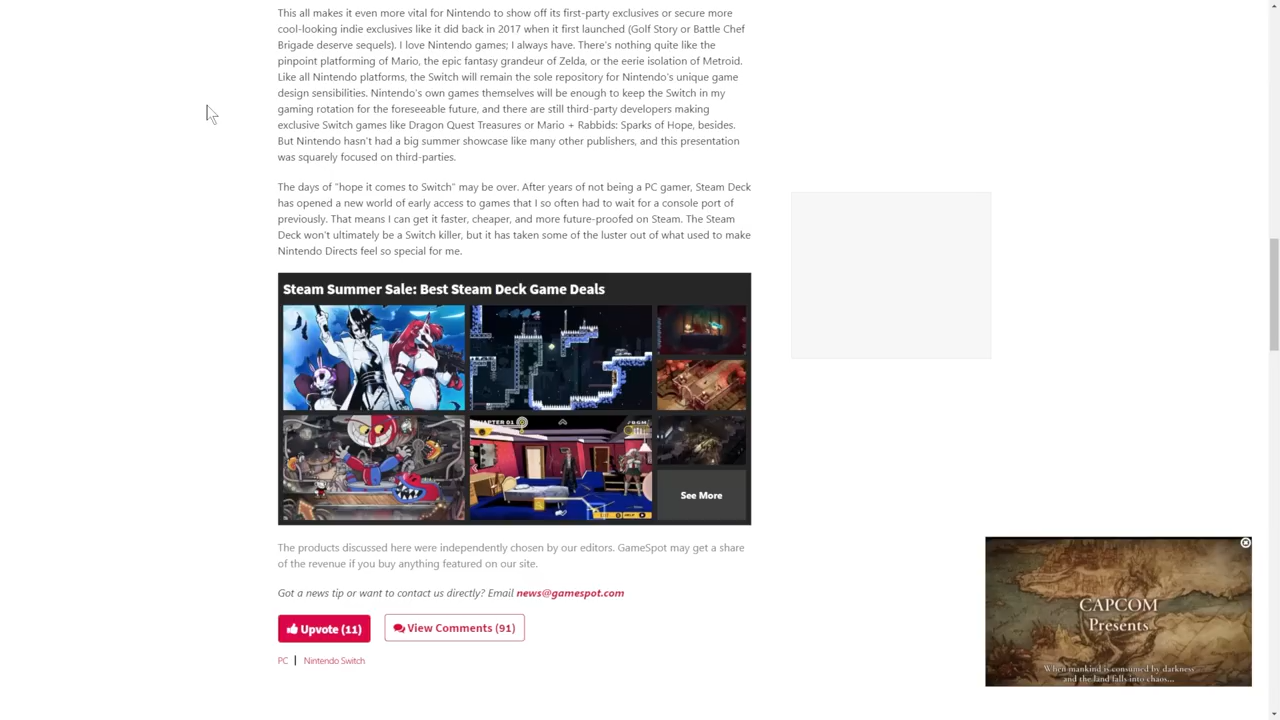 This all makes it even more vital for Nintendo to show off its first-party exclusives or secure more
cool-looking indie exclusives like it did back in 2017 when it first launched (Golf Story or Battle Chef
Brigade deserve sequels). I love Nintendo games; I always have. There's nothing quite like the
pinpoint platforming of Mario, the epic fantasy grandeur of Zelda, or the eerie isolation of Metroid.
Like all Nintendo platforms, the Switch will remain the sole repository for Nintendo's unique game
design sensibilities. Nintendo's own games themselves will be enough to keep the Switch in my
gaming rotation for the foreseeable future, and there are still third-party developers making
exclusive Switch games like Dragon Quest Treasures or Mario + Rabbids: Sparks of Hope, besides.
But Nintendo hasn't had a big summer showcase like many other publishers, and this presentation
was squarely focused on third-parties.
The days of "hope it comes to Switch" may be over. After years of not being a PC gamer, Steam Deck
has opened a new world of early access to games that I so often had to wait for a console port of
previously. That means I can get it faster, cheaper, and more future-proofed on Steam. The Steam
Deck won't ultimately be a Switch killer, but it has taken some of the luster out of what used to make
Nintendo Directs feel so special for me.
Steam Summer Sale: Best Steam Deck Game Deals
CHAPTER 01
See More
The products discussed here were independently chosen by our editors. GameSpot may get a share
of the revenue if you buy anything featured on our site.
Got a news tip or want to contact us directly? Email news@gamespot.com
Upvote (11)
View Comments (91)
PC | Nintendo Switch
CAPCOM
Presents
When mankind is consumed by darkness
and the land falls into chaos...